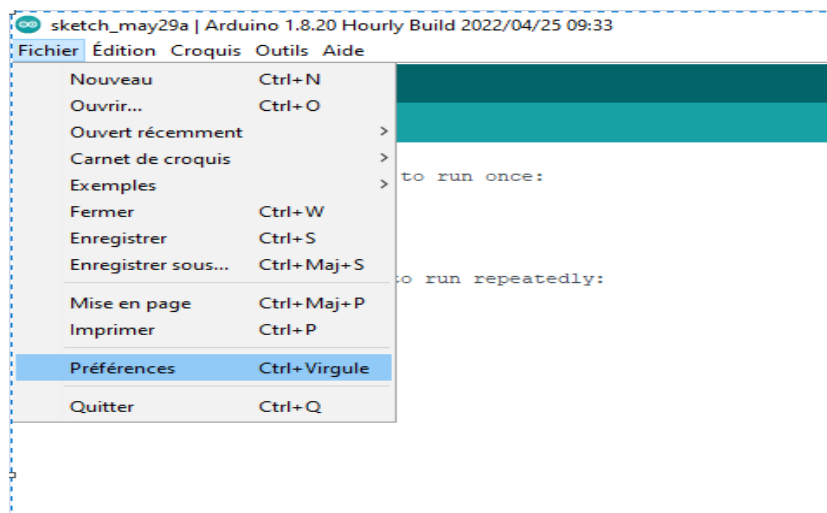 sketch_may29a | Arduino 1.8.20 Hourly Build 2022/04/25 09:33
Fichier Édition Croquis Outils Aide
Nouveau Ctrl+N
Ouvrir... Ctrl+O
Ouvert récemment >
Carnet de croquis >
Exemples >
to run once:
Fermer Ctrl+W
Enregistrer Ctrl+S
Enregistrer sous... Ctrl+Maj+S
to run repeatedly:
Mise en page Ctrl+Maj+P
Imprimer Ctrl+P
Préférences Ctrl+Virgule
Quitter Ctrl+Q